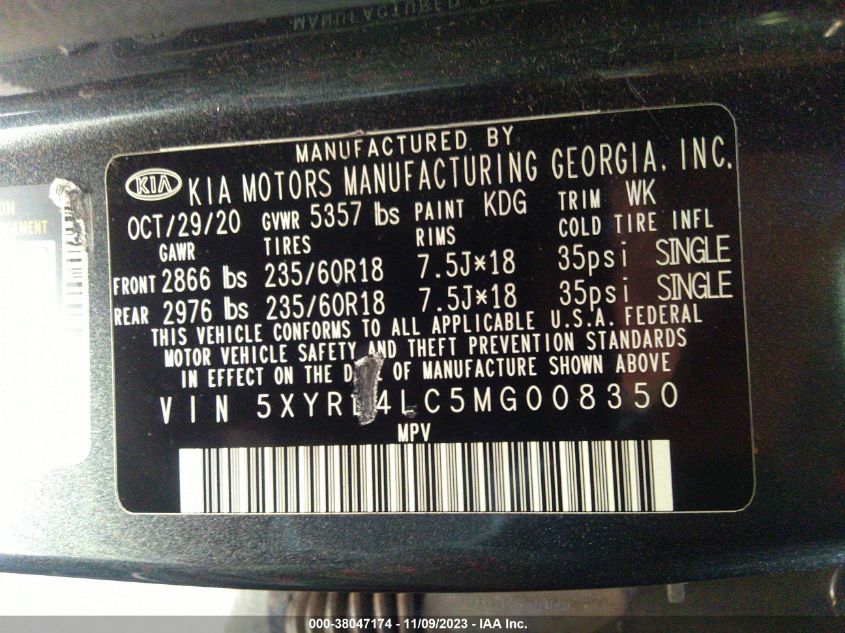 MANUFACTURED BY
KIA KIA MOTORS MANUFACTURING GEORGIA, INC.
OCT/29/20 GVWR 5357 lbs PAINT KDG TRIM WK
GAWR TIRES RIMS COLD TIRE INFL
FRONT 2866 lbs 235/60R18 7.5J×18 35psi SINGLE
REAR 2976 lbs 235/60R18 7.5J×18 35psi SINGLE
THIS VEHICLE CONFORMS TO ALL APPLICABLE U.S.A. FEDERAL
MOTOR VEHICLE SAFETY AND THEFT PREVENTION STANDARDS
IN EFFECT ON THE DATE OF MANUFACTURE SHOWN ABOVE
VIN 5XYRL4LC5MG008350
MPV
000-38047174 - 11/09/2023 - IAA Inc.